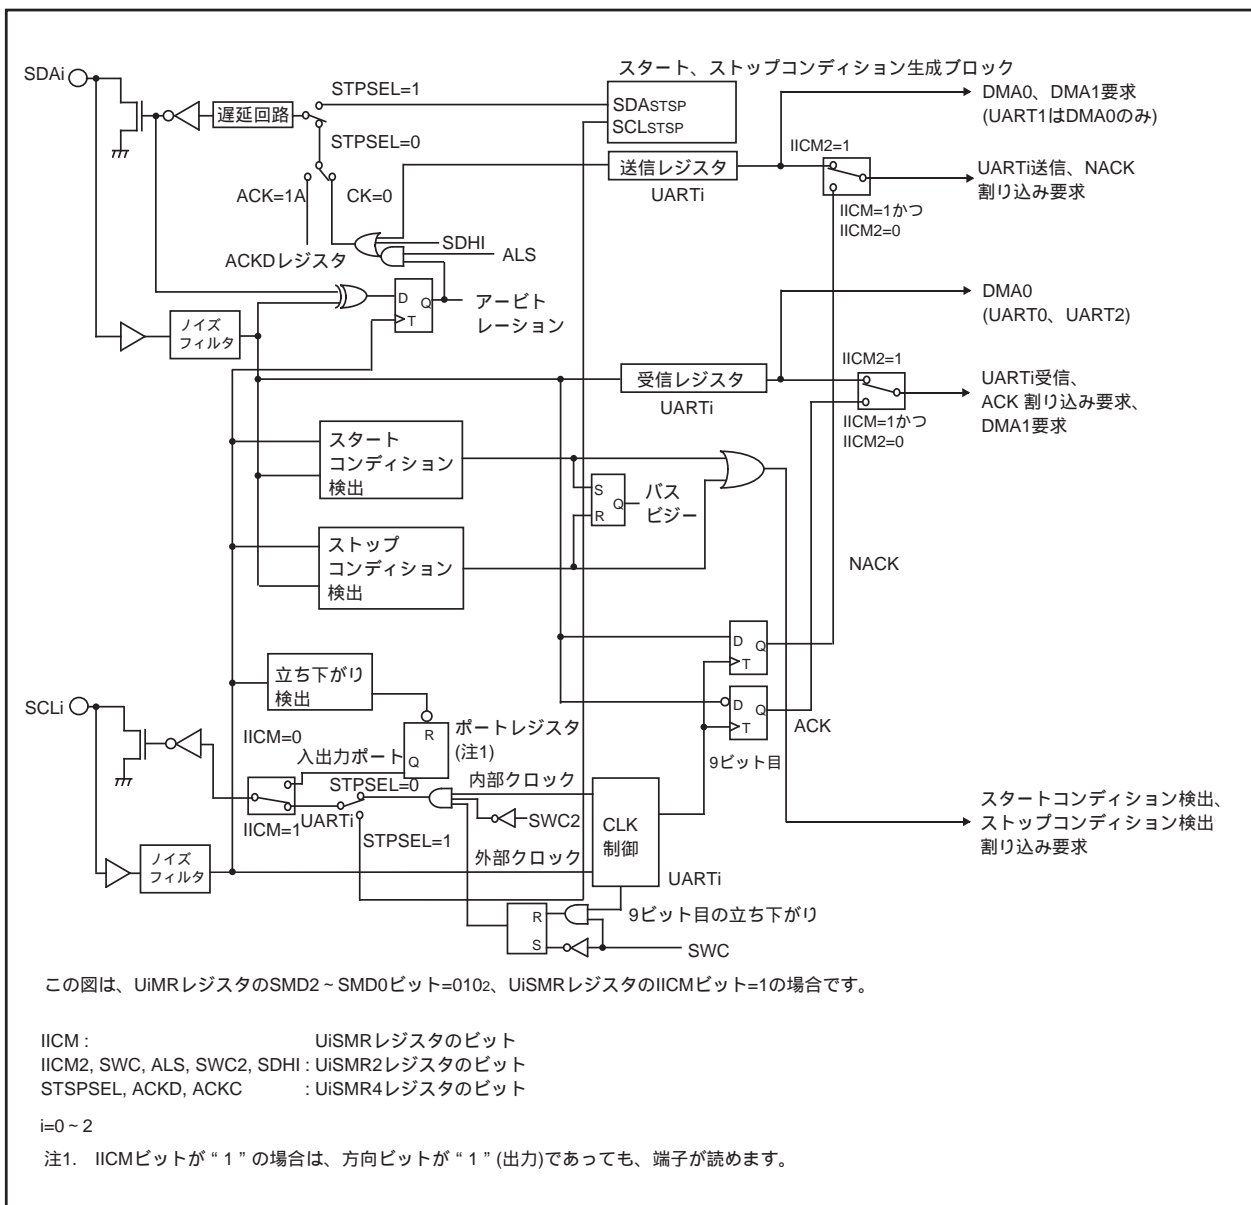 スタート、ストップコンディション生成ブロック
SDAi
STPSEL=1
遅延回路
STPSEL=0
SDASTSP
SCLSTSP
DMA0、DMA1要求
(UART1はDMA0のみ)
送信レジスタ
UARTi
IICM2=1
IICM=1かつ
IICM2=0
UARTi送信、NACK
割り込み要求
ACK=1A
CK=0
ACKDレジスタ
SDHI
ALS
D
Q
T
アービト
レーション
ノイズ
フィルタ
DMA0
(UART0、UART2)
受信レジスタ
UARTi
IICM2=1
IICM=1かつ
IICM2=0
UARTi受信、
ACK 割り込み要求、
DMA1要求
スタート
コンディション
検出
S
Q
R
バス
ビジー
ストップ
コンディション
検出
NACK
D
Q
T
D
Q
T
ACK
9ビット目
立ち下がり
検出
SCLi
IICM=0
入出力ポート
R
Q
ポートレジスタ
(注1)
STPSEL=0
内部クロック
IICM=1
UARTi
STPSEL=1
SWC2
CLK
制御
UARTi
外部クロック
ノイズ
フィルタ
スタートコンディション検出、
ストップコンディション検出
割り込み要求
R
S
9ビット目の立ち下がり
SWC
この図は、UiMRレジスタのSMD2~SMD0ビット=0102、UiSMRレジスタのIICMビット=1の場合です。
IICM : UiSMRレジスタのビット
IICM2, SWC, ALS, SWC2, SDHI : UiSMR2レジスタのビット
STSPSEL, ACKD, ACKC : UiSMR4レジスタのビット
i=0~2
注1. IICMビットが“1”の場合は、方向ビットが“1”(出力)であっても、端子が読めます。